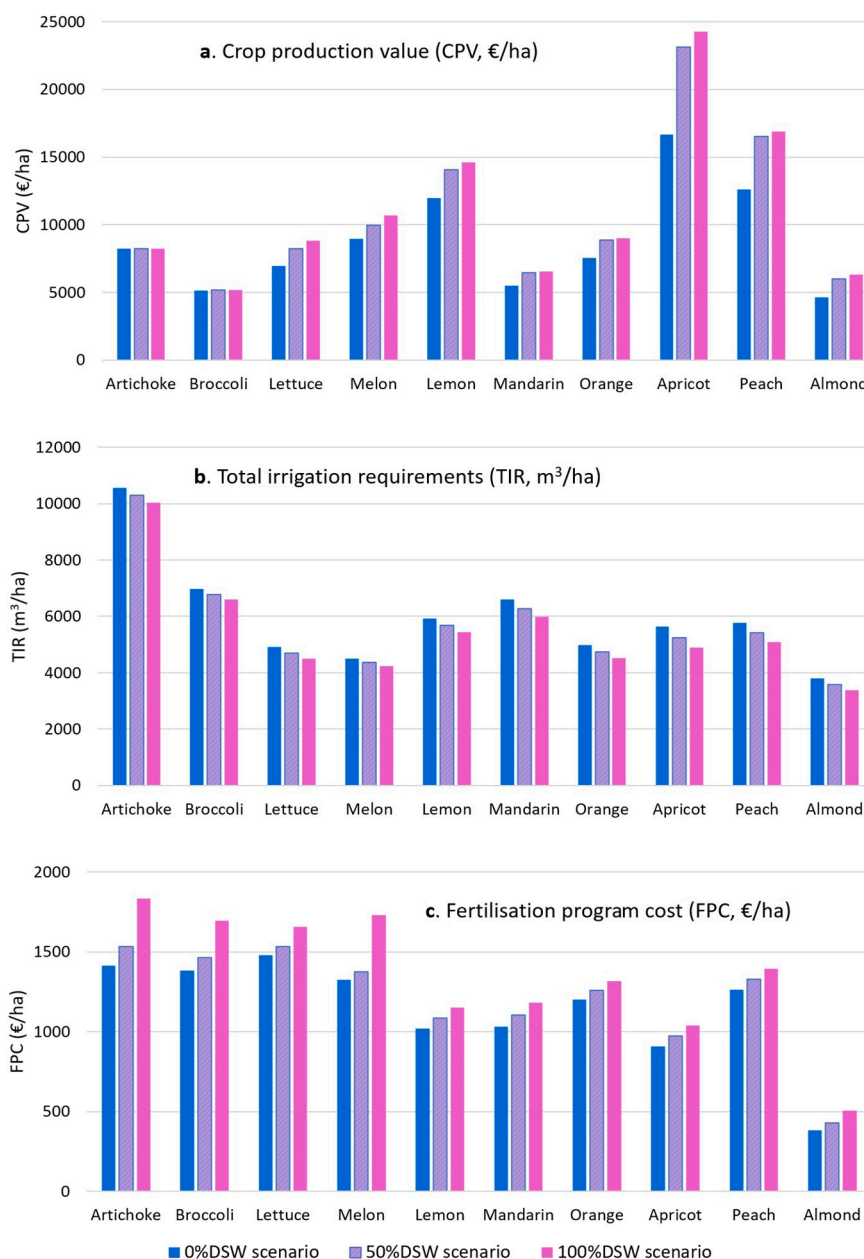 a. Crop production value (CPV, €/ha)
CPV (€/ha)
25000
20000
15000
10000
5000
0
Artichoke Broccoli Lettuce Melon Lemon Mandarin Orange Apricot Peach Almond
b. Total irrigation requirements (TIR, m³/ha)
TIR (m³/ha)
12000
10000
8000
6000
4000
2000
0
Artichoke Broccoli Lettuce Melon Lemon Mandarin Orange Apricot Peach Almond
c. Fertilisation program cost (FPC, €/ha)
FPC (€/ha)
2000
1500
1000
500
0
Artichoke Broccoli Lettuce Melon Lemon Mandarin Orange Apricot Peach Almond
0%DSW scenario 50%DSW scenario 100%DSW scenario